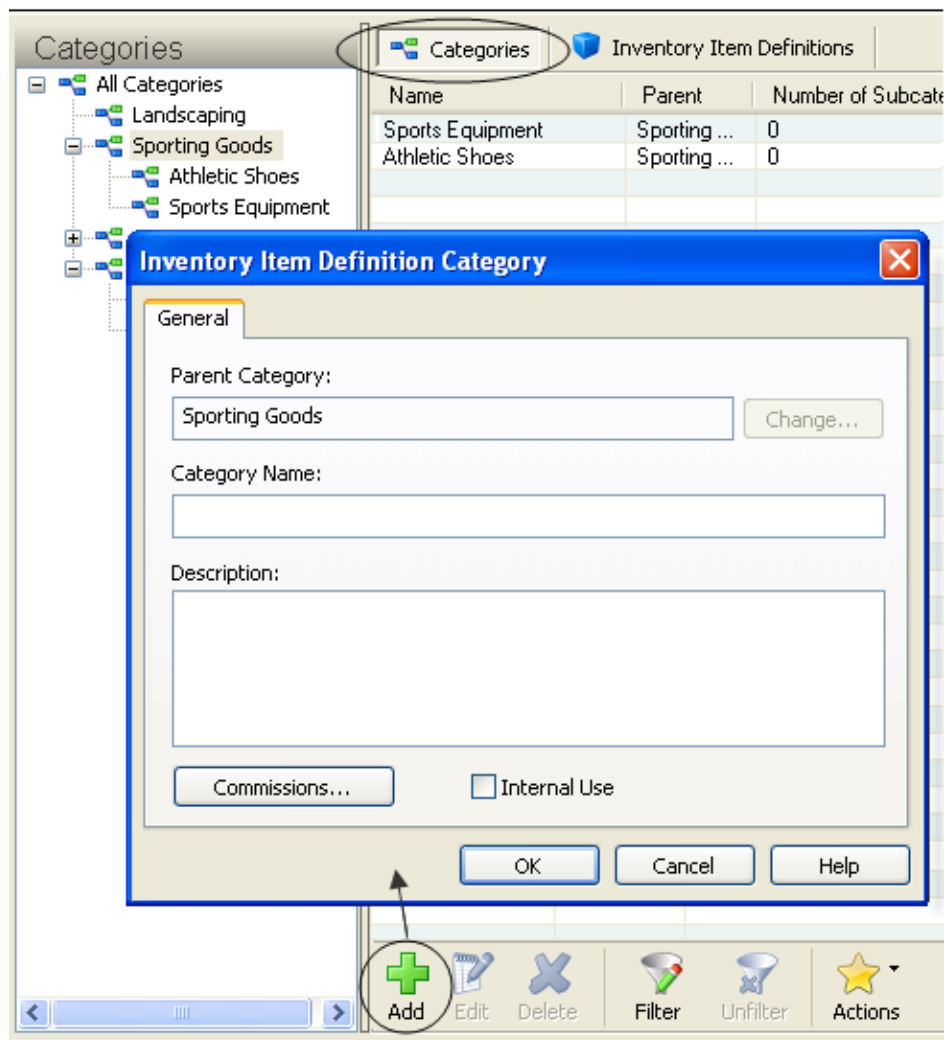 Categories
All Categories
Landscaping
Sporting Goods
Athletic Shoes
Sports Equipment
Categories
Inventory Item Definitions
Name Parent Number of Subcate
Sports Equipment Sporting ... 0
Athletic Shoes Sporting ... 0
Inventory Item Definition Category
General
Parent Category:
Sporting Goods
Change...
Category Name:
Description:
Commissions...
Internal Use
OK Cancel Help
Add Edit Delete Filter Unfilter Actions